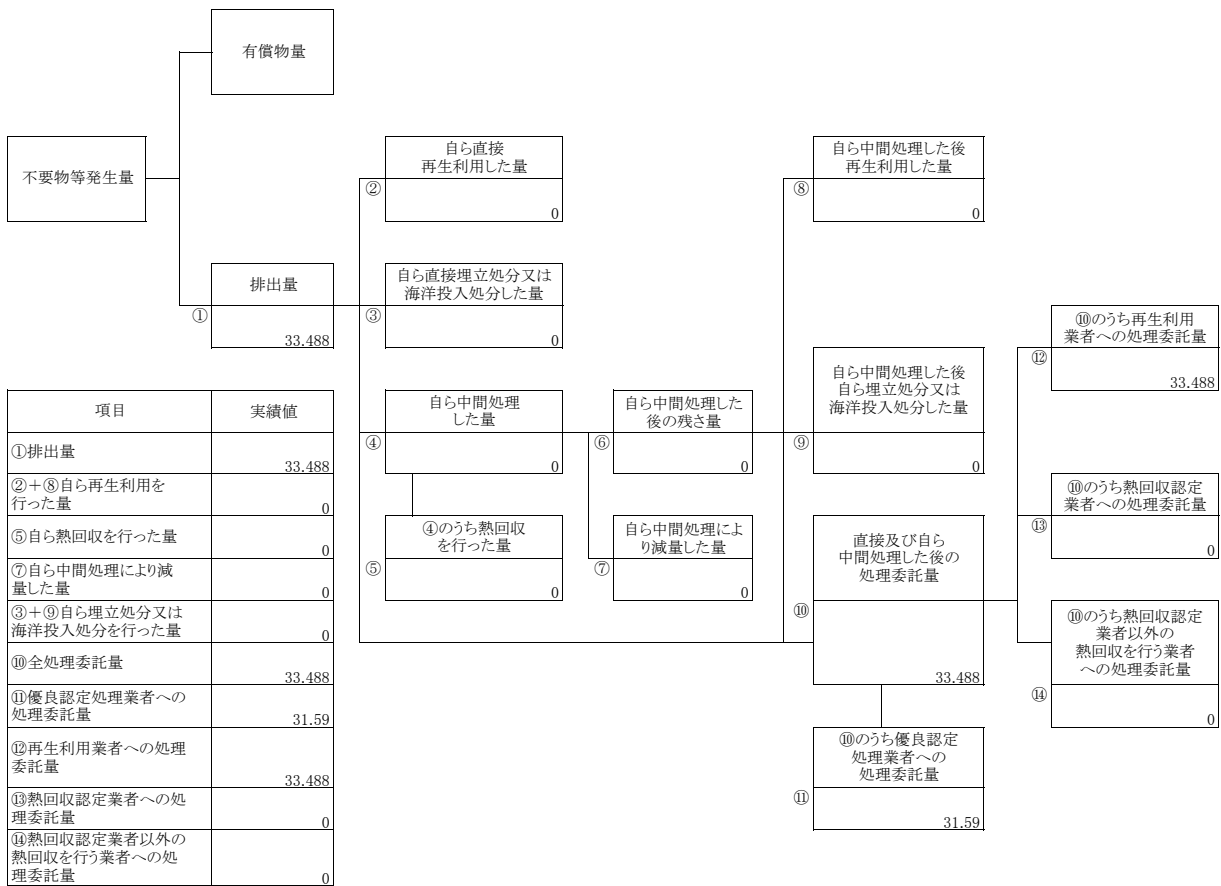 有償物量
不要物等発生量
自ら直接
再生利用した量
②
0
自ら中間処理した後
再生利用した量
⑧
0
排出量
①
33.488
自ら直接埋立処分又は
海洋投入処分した量
③
0
自ら中間処理
した量
④
0
自ら中間処理した
後の残さ量
⑥
0
自ら中間処理した後
自ら埋立処分又は
海洋投入処分した量
⑨
0
④のうち熱回収
を行った量
⑤
0
自ら中間処理によ
り減量した量
⑦
0
直接及び自ら
中間処理した後の
処理委託量
⑩
33.488
⑩のうち優良認定
処理業者への
処理委託量
⑪
31.59
⑩のうち再生利用
業者への処理委託量
⑫
33.488
⑩のうち熱回収認定
業者への処理委託量
⑬
0
⑩のうち熱回収認定
業者以外の
熱回収を行う業者
への処理委託量
⑭
0
項目 実績値
①排出量
33.488
②＋⑧自ら再生利用を
行った量
0
⑤自ら熱回収を行った量
0
⑦自ら中間処理により減
量した量
0
③＋⑨自ら埋立処分又は
海洋投入処分を行った量
0
⑩全処理委託量
33.488
⑪優良認定処理業者への
処理委託量
31.59
⑫再生利用業者への処理
委託量
33.488
⑬熱回収認定業者への処
理委託量
0
⑭熱回収認定業者以外の
熱回収を行う業者への処
理委託量
0